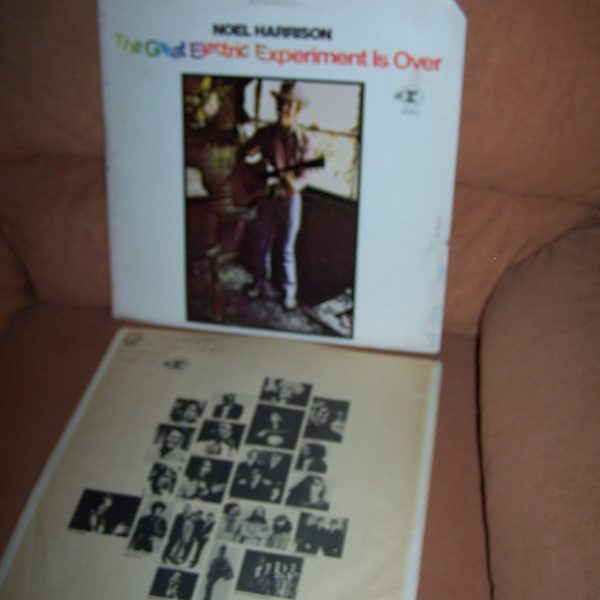 NOEL HARRISON
The Great Electric Experiment Is Over